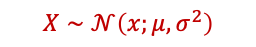 X ~ 𝒩(x; μ, σ²)